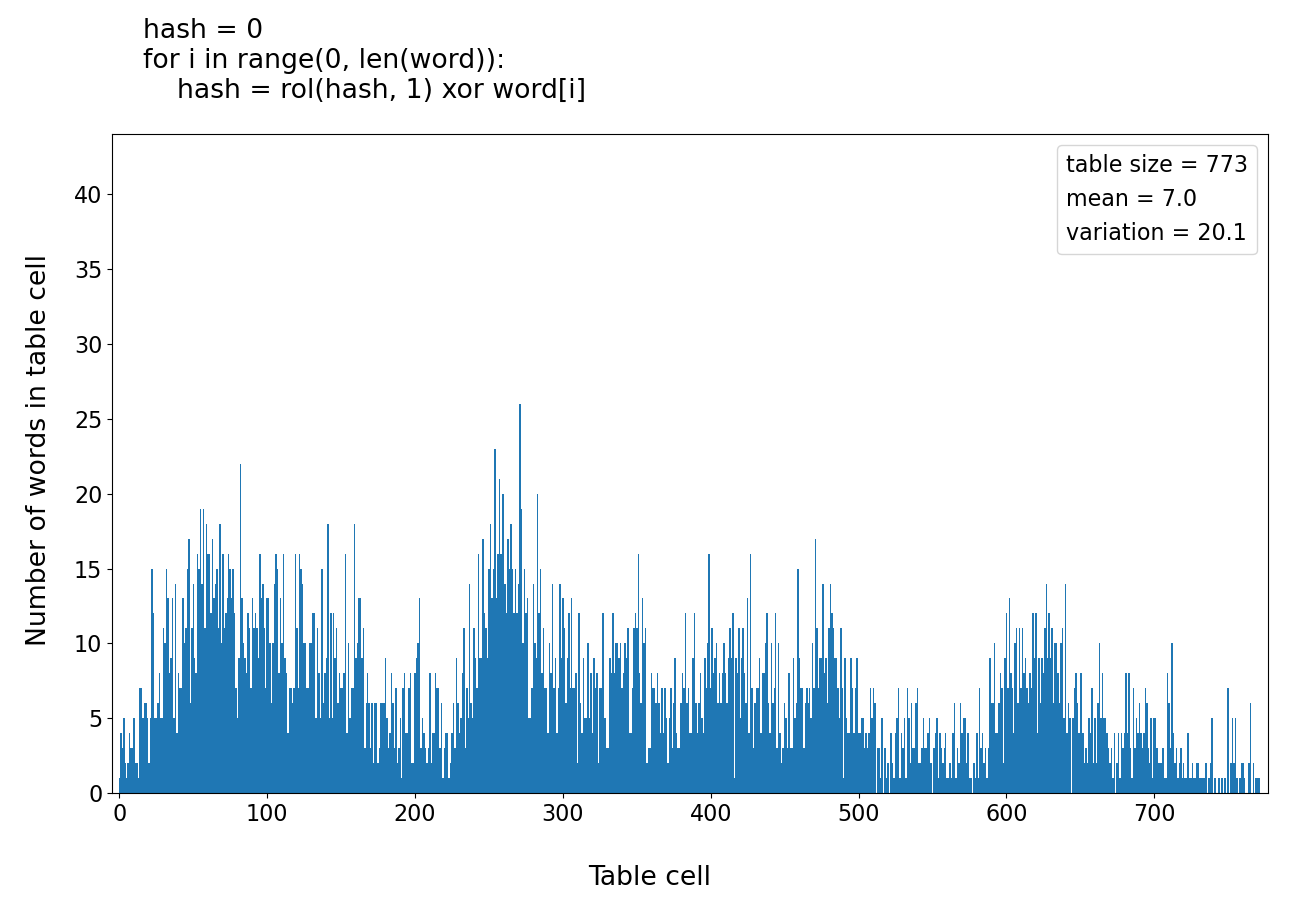 hash = 0
for i in range(0, len(word)):
    hash = rol(hash, 1) xor word[i]
table size = 773
mean = 7.0
variation = 20.1
40
35
30
25
20
15
10
5
0
Number of words in table cell
0 100 200 300 400 500 600 700
Table cell